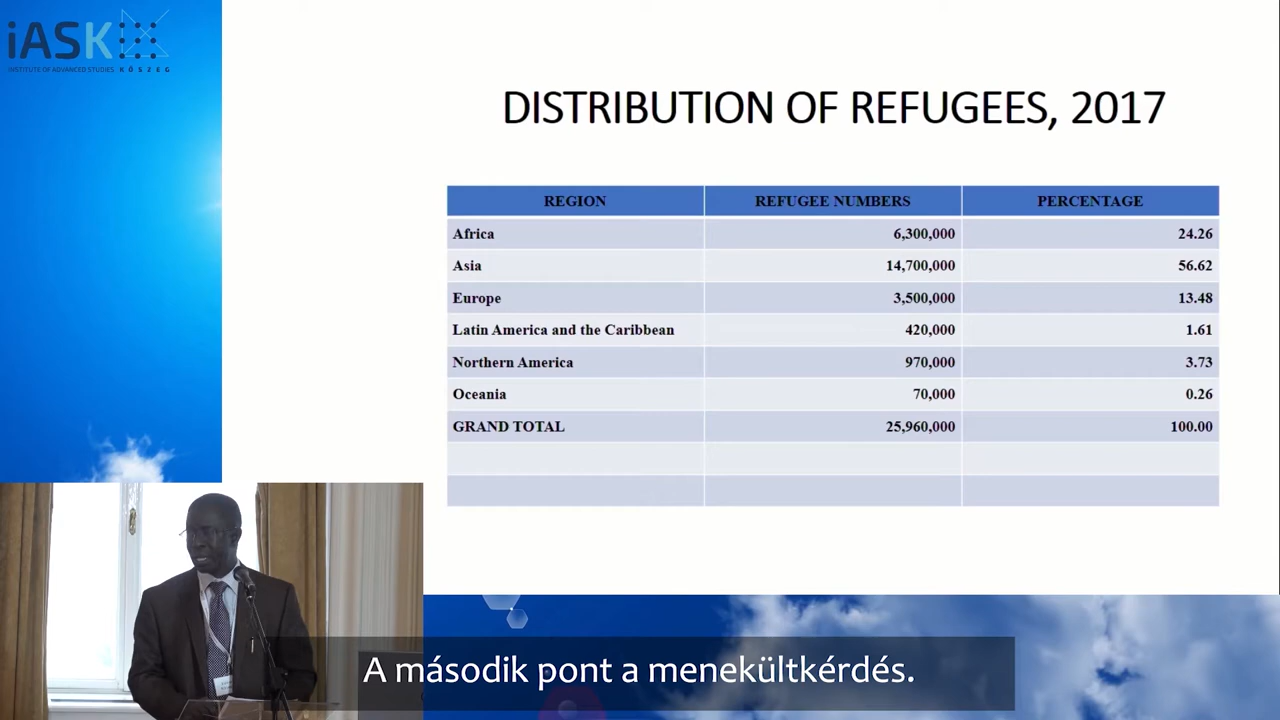 iASK
INSTITUTE OF ADVANCED STUDIES KŐSZEG
DISTRIBUTION OF REFUGEES, 2017
REGION REFUGEE NUMBERS PERCENTAGE
Africa 6,300,000 24.26
Asia 14,700,000 56.62
Europe 3,500,000 13.48
Latin America and the Caribbean 420,000 1.61
Northern America 970,000 3.73
Oceania 70,000 0.26
GRAND TOTAL 25,960,000 100.00
A második pont a menekültkérdés.